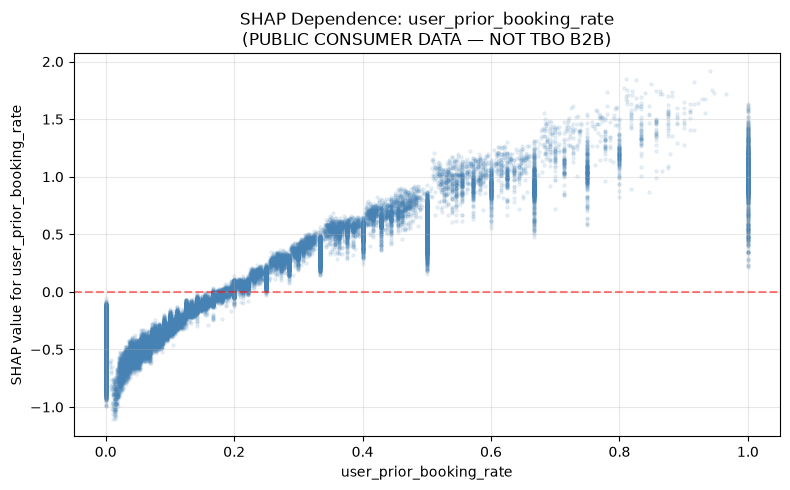 SHAP Dependence: user_prior_booking_rate
(PUBLIC CONSUMER DATA — NOT TBO B2B)
SHAP value for user_prior_booking_rate
2.0
1.5
1.0
0.5
0.0
−0.5
−1.0
0.0 0.2 0.4 0.6 0.8 1.0
user_prior_booking_rate